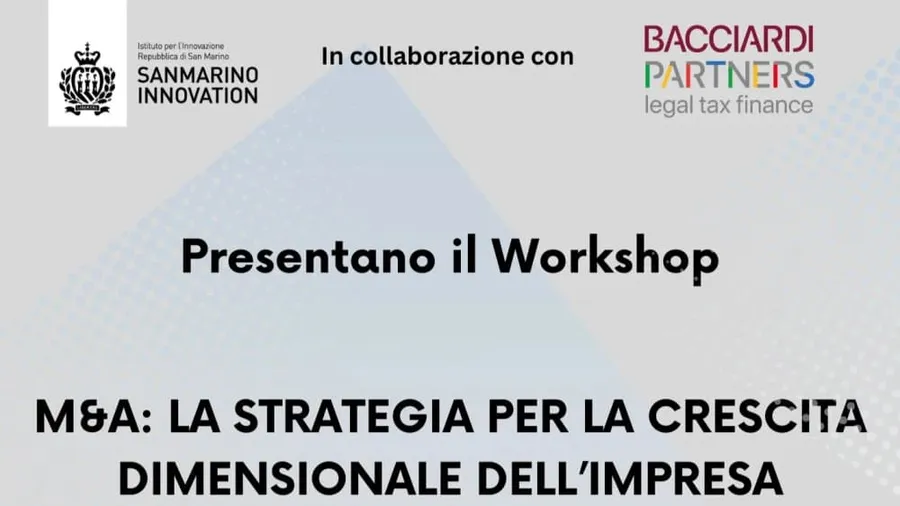 Istituto per l'Innovazione
Repubblica di San Marino
SANMARINO
INNOVATION
In collaborazione con
BACCIARDI
PARTNERS
legal tax finance
Presentano il Workshop
M&A: LA STRATEGIA PER LA CRESCITA
DIMENSIONALE DELL'IMPRESA